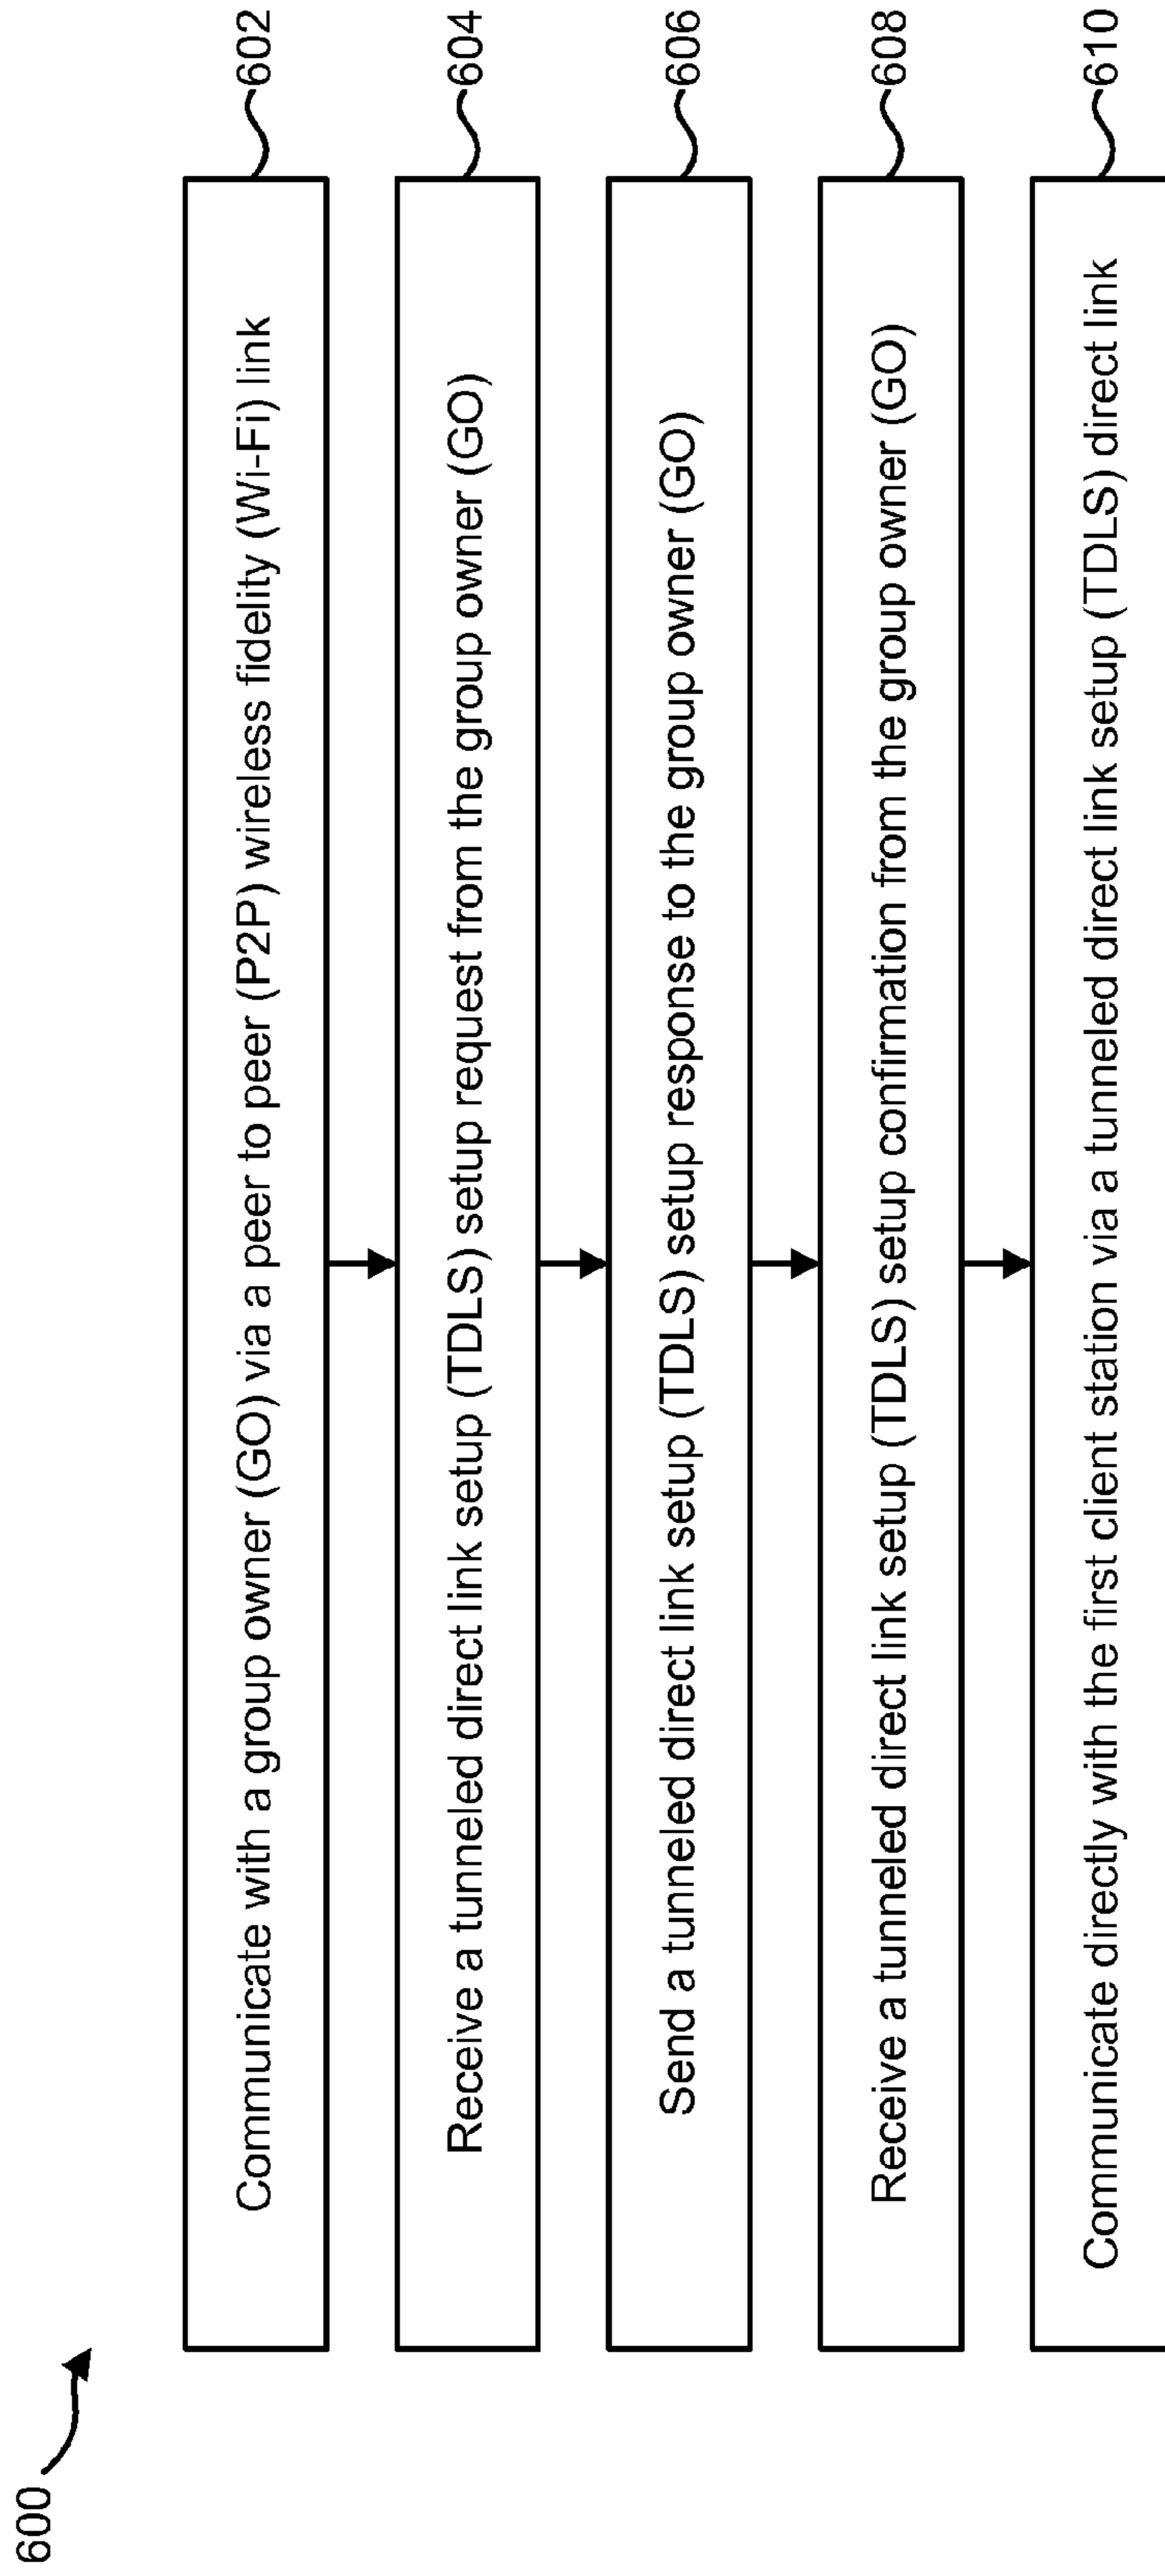 600
Communicate with a group owner (GO) via a peer to peer (P2P) wireless fidelity (Wi-Fi) link
602
Receive a tunneled direct link setup (TDLS) setup request from the group owner (GO)
604
Send a tunneled direct link setup (TDLS) setup response to the group owner (GO)
606
Receive a tunneled direct link setup (TDLS) setup confirmation from the group owner (GO)
608
Communicate directly with the first client station via a tunneled direct link setup (TDLS) direct link
610